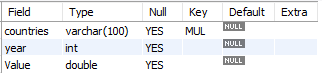 Field Type Null Key Default Extra
countries varchar(100) YES MUL NULL
year int YES NULL
Value double YES NULL